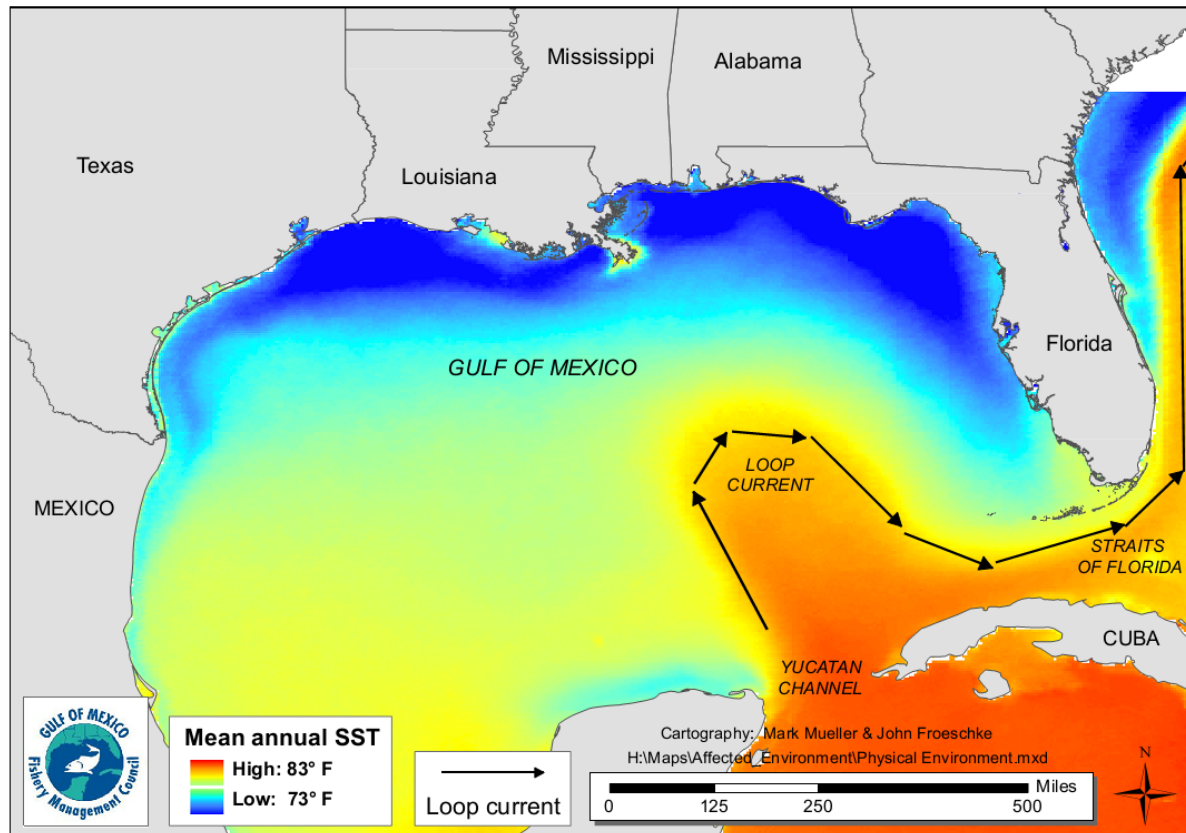 Mississippi
Alabama
Texas
Louisiana
GULF OF MEXICO
Florida
MEXICO
LOOP
CURRENT
STRAITS
OF FLORIDA
CUBA
YUCATAN
CHANNEL
GULF OF MEXICO
Fishery Management Council
Mean annual SST
High: 83° F
Low: 73° F
Loop current
Cartography: Mark Mueller & John Froeschke
H:\Maps\Affected_Environment\Physical Environment.mxd
Miles
0 125 250 500
N